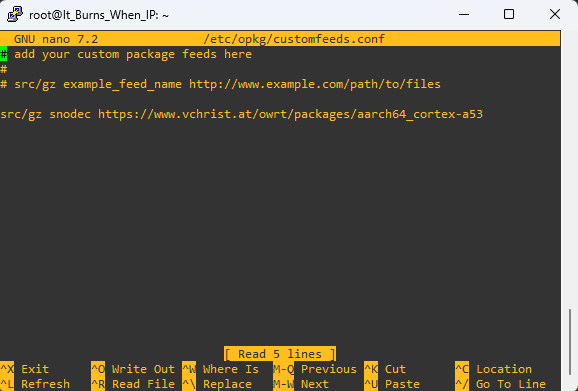 root@It_Burns_When_IP: ~
GNU nano 7.2 /etc/opkg/customfeeds.conf
# add your custom package feeds here
#
# src/gz example_feed_name http://www.example.com/path/to/files
src/gz snodec https://www.vchrist.at/owrt/packages/aarch64_cortex-a53
[ Read 5 lines ]
^X Exit ^O Write Out ^W Where Is M-Q Previous ^K Cut ^C Location
^L Refresh ^R Read File ^\ Replace M-W Next ^U Paste ^/ Go To Line